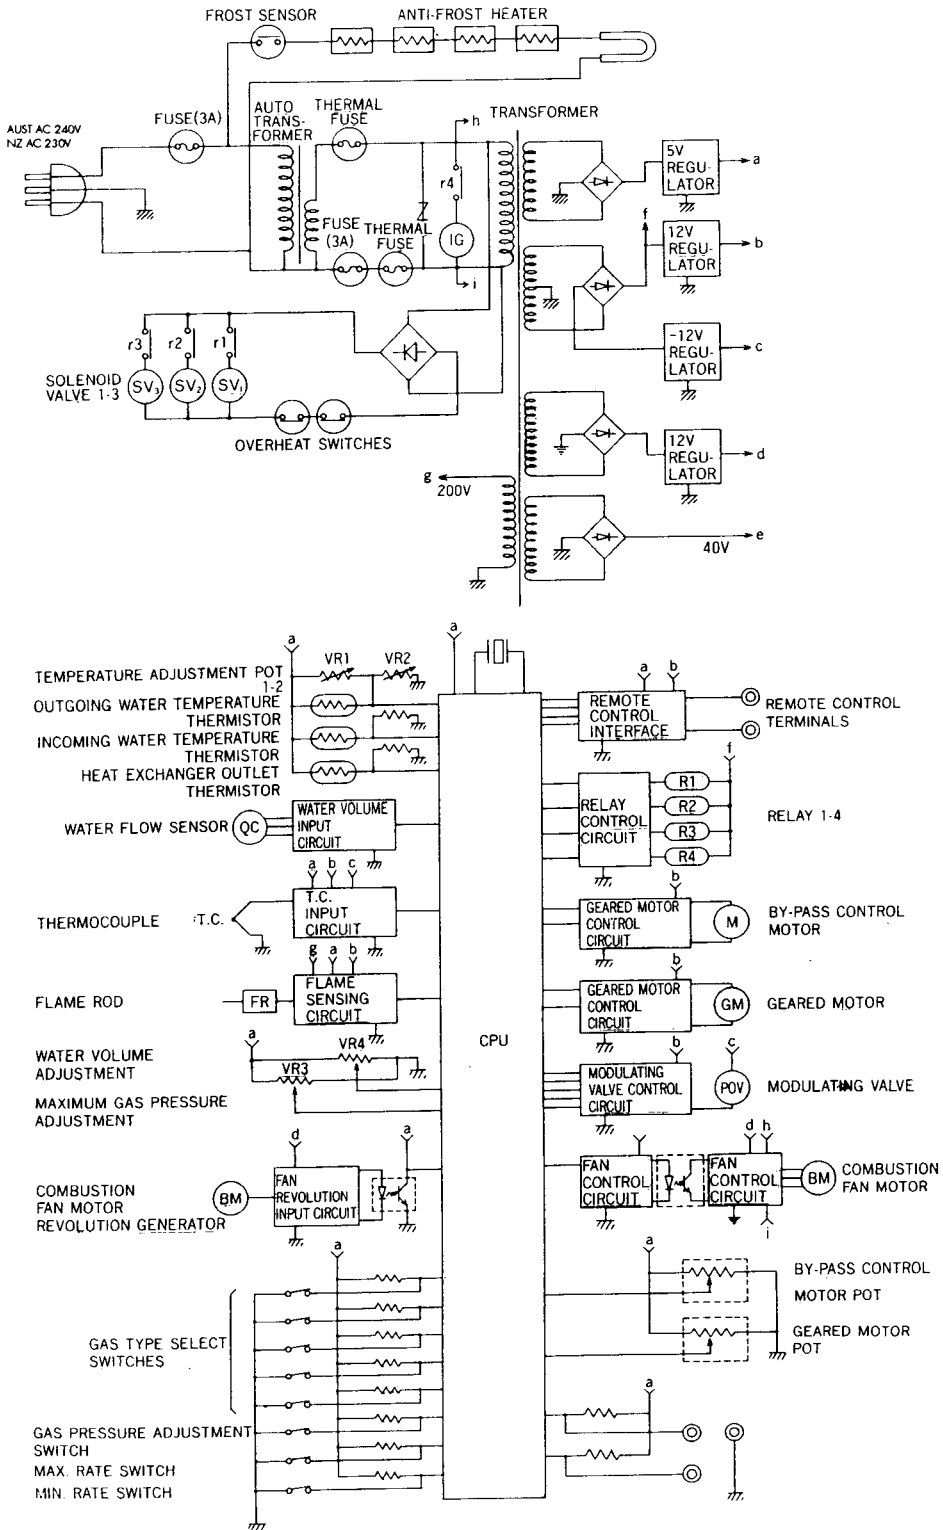 FROST SENSOR
ANTI-FROST HEATER
AUST AC 240V
NZ AC 230V
FUSE(3A)
AUTO
TRANS-
FORMER
THERMAL
FUSE
h
TRANSFORMER
r4
IG
i
FUSE
(3A)
THERMAL
FUSE
5V
REGU-
LATOR
a
f
12V
REGU-
LATOR
b
-12V
REGU-
LATOR
c
12V
REGU-
LATOR
d
40V
e
g
200V
r3
r2
r1
SOLENOID
VALVE 1-3
SV3
SV2
SV1
OVERHEAT SWITCHES
a
VR1
VR2
TEMPERATURE ADJUSTMENT POT
1-2
OUTGOING WATER TEMPERATURE
THERMISTOR
INCOMING WATER TEMPERATURE
THERMISTOR
HEAT EXCHANGER OUTLET
THERMISTOR
WATER FLOW SENSOR
QC
WATER VOLUME
INPUT
CIRCUIT
a b c
THERMOCOUPLE
T.C.
T.C.
INPUT
CIRCUIT
g a b
FLAME ROD
FR
FLAME
SENSING
CIRCUIT
a
VR4
WATER VOLUME
ADJUSTMENT
VR3
MAXIMUM GAS PRESSURE
ADJUSTMENT
d
a
COMBUSTION
FAN MOTOR
REVOLUTION GENERATOR
BM
FAN
REVOLUTION
INPUT CIRCUIT
a
GAS TYPE SELECT
SWITCHES
GAS PRESSURE ADJUSTMENT
SWITCH
MAX. RATE SWITCH
MIN. RATE SWITCH
a
CPU
a b
REMOTE
CONTROL
INTERFACE
REMOTE CONTROL
TERMINALS
f
RELAY
CONTROL
CIRCUIT
R1
R2
R3
R4
RELAY 1-4
b
GEARED MOTOR
CONTROL
CIRCUIT
M
BY-PASS CONTROL
MOTOR
b
GEARED MOTOR
CONTROL
CIRCUIT
GM
GEARED MOTOR
b
c
MODULATING
VALVE CONTROL
CIRCUIT
POV
MODULATING VALVE
d h
FAN
CONTROL
CIRCUIT
FAN
CONTROL
CIRCUIT
BM
COMBUSTION
FAN MOTOR
i
a
BY-PASS CONTROL
MOTOR POT
GEARED MOTOR
POT
a